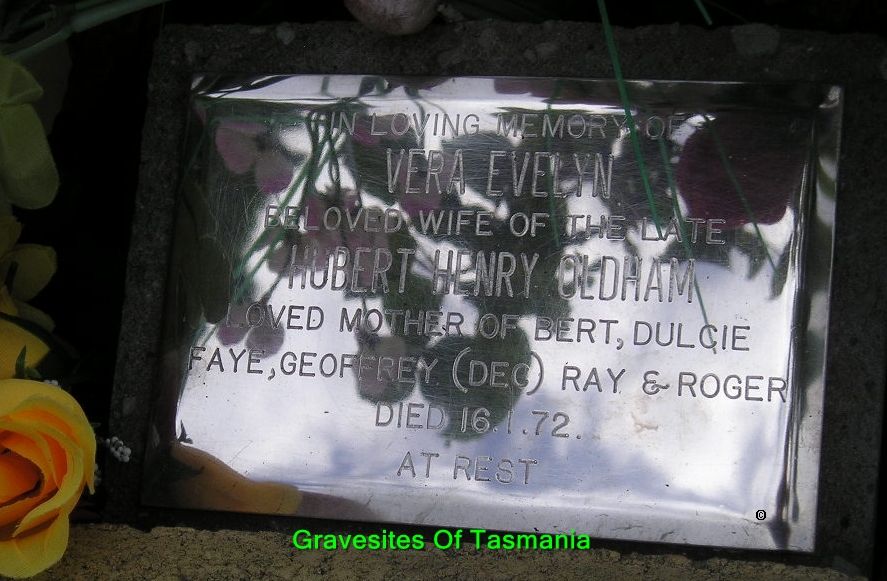 IN LOVING MEMORY OF
VERA EVELYN
BELOVED WIFE OF THE LATE
HUBERT HENRY OLDHAM
LOVED MOTHER OF BERT, DULCIE
FAYE, GEOFFREY (DEC) RAY & ROGER
DIED 16.1.72.
AT REST
©
Gravesites Of Tasmania